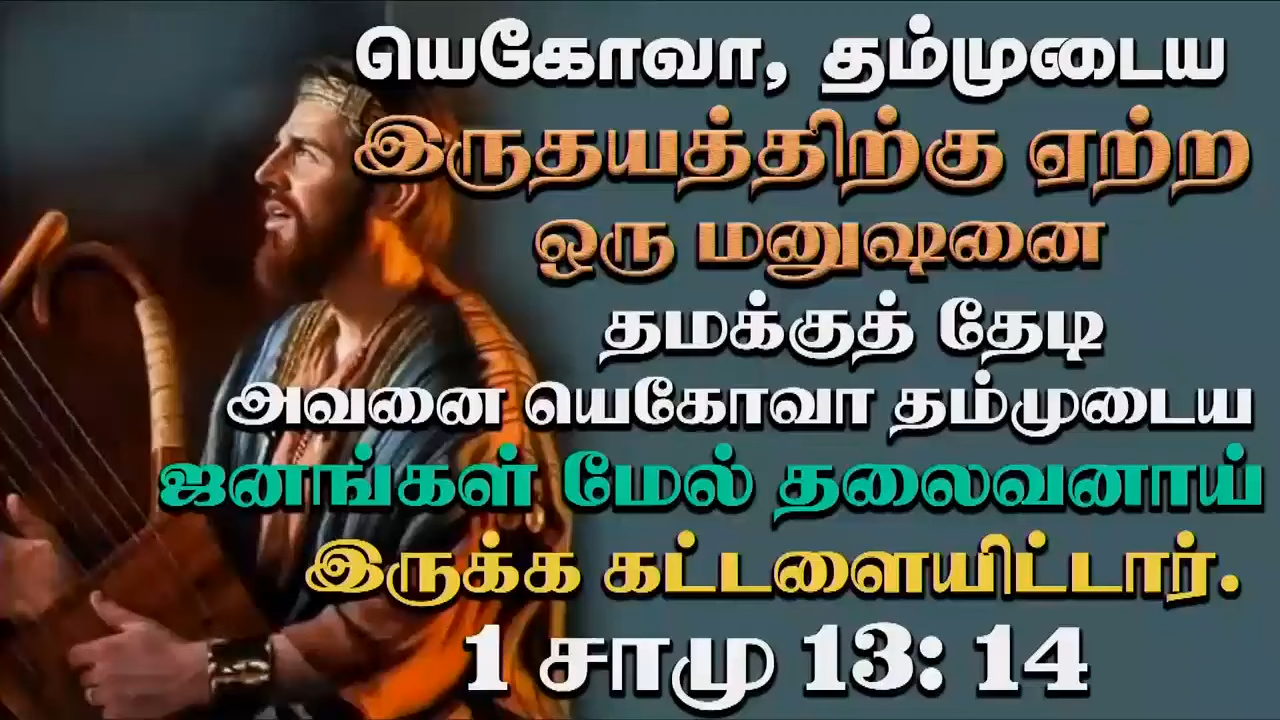 யெகோவா, தம்முடைய
இருதயத்திற்கு ஏற்ற
ஒரு மனுஷனை
தமக்குத் தேடி
அவனை யெகோவா தம்முடைய
ஜனங்கள் மேல் தலைவனாய்
இருக்க கட்டளையிட்டார்.
1 சாமு 13: 14